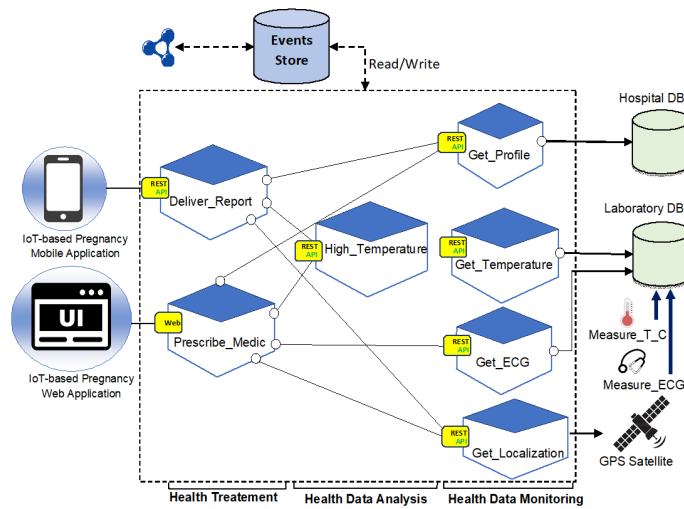 Events
Store
Read/Write
Hospital DB
REST
API
Get_Profile
REST
API
Deliver_Report
IoT-based Pregnancy
Mobile Application
Laboratory DB
REST
API
High_Temperature
REST
API
Get_Temperature
UI
Web
Prescribe_Medic
REST
API
Get_ECG
Measure_T_C
Measure_ECG
IoT-based Pregnancy
Web Application
REST
API
Get_Localization
GPS Satellite
Health Treatement
Health Data Analysis
Health Data Monitoring